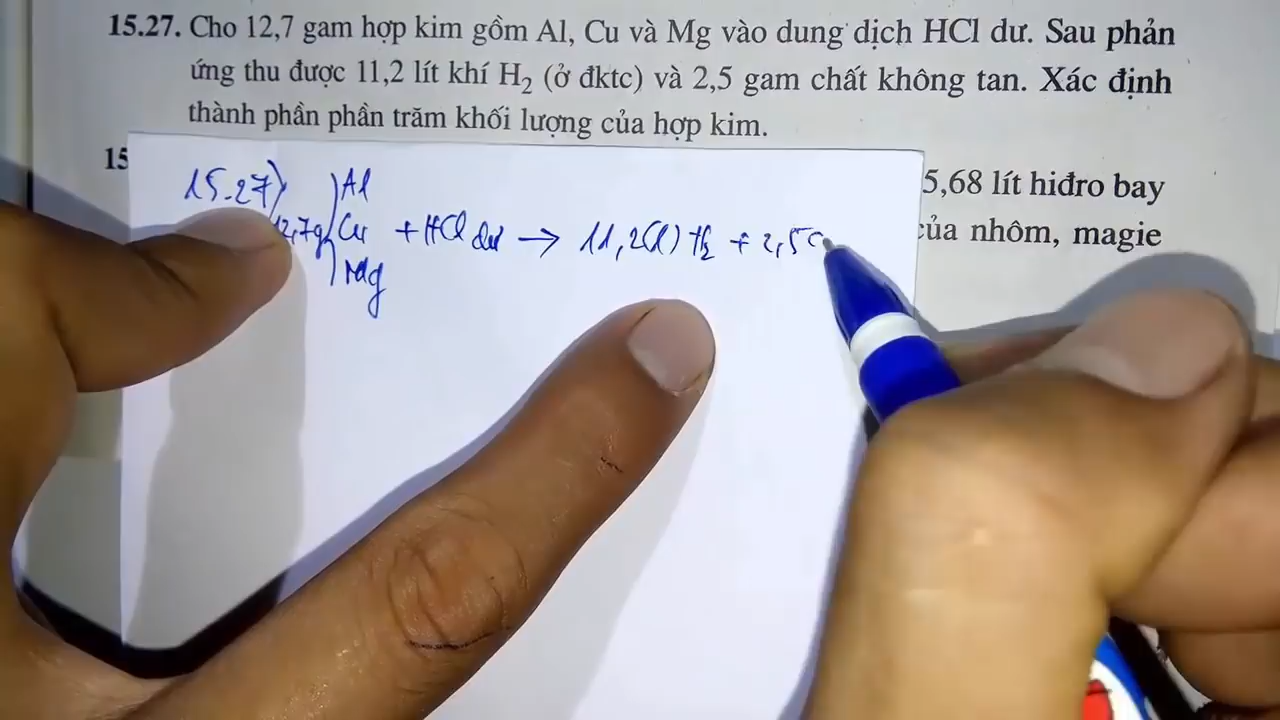 15.27. Cho 12,7 gam hợp kim gồm Al, Cu và Mg vào dung dịch HCl dư. Sau phản
ứng thu được 11,2 lít khí H₂ (ở đktc) và 2,5 gam chất không tan. Xác định
thành phần phần trăm khối lượng của hợp kim.
15
5,68 lít hiđro bay
của nhôm, magie
15.27)
Al
12,7g Cu + HCl dư → 11,2(l) H₂ + 2,5
Mg